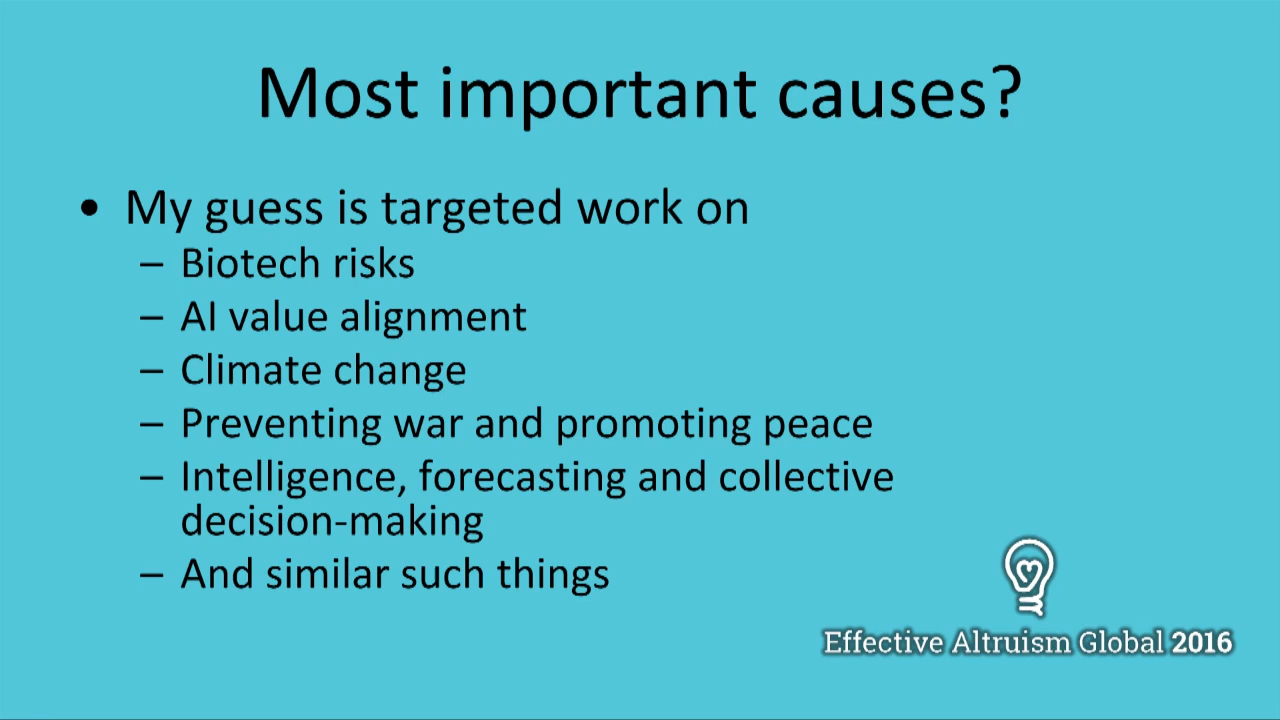 Most important causes?
• My guess is targeted work on
– Biotech risks
– AI value alignment
– Climate change
– Preventing war and promoting peace
– Intelligence, forecasting and collective
decision-making
– And similar such things
Effective Altruism Global 2016